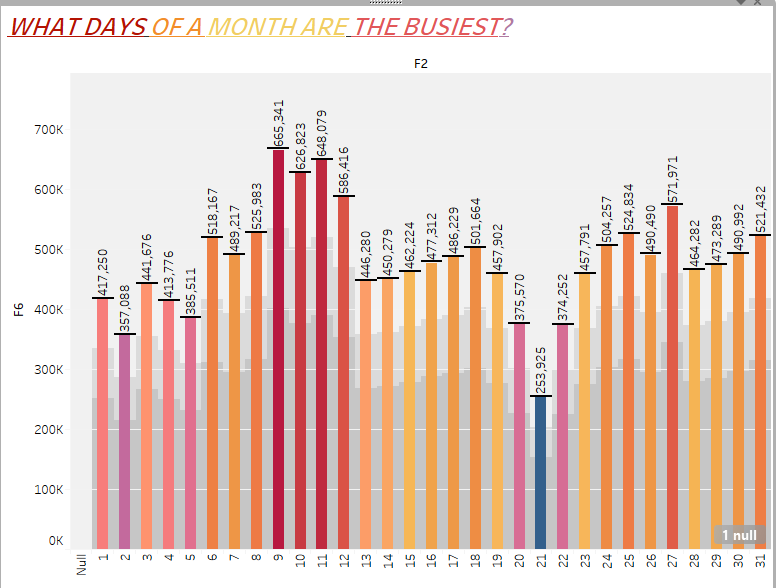 WHAT DAYS OF A MONTH ARE THE BUSIEST?
F2
700K
600K
500K
400K
300K
200K
100K
0K
F6
417,250
357,088
441,676
413,776
385,511
518,167
489,217
525,983
665,341
626,823
648,079
586,416
446,280
450,279
462,224
477,312
486,229
501,664
457,902
375,570
253,925
374,252
457,791
504,257
524,834
490,490
571,971
464,282
473,289
490,992
521,432
1 null
Null 1 2 3 4 5 6 7 8 9 10 11 12 13 14 15 16 17 18 19 20 21 22 23 24 25 26 27 28 29 30 31